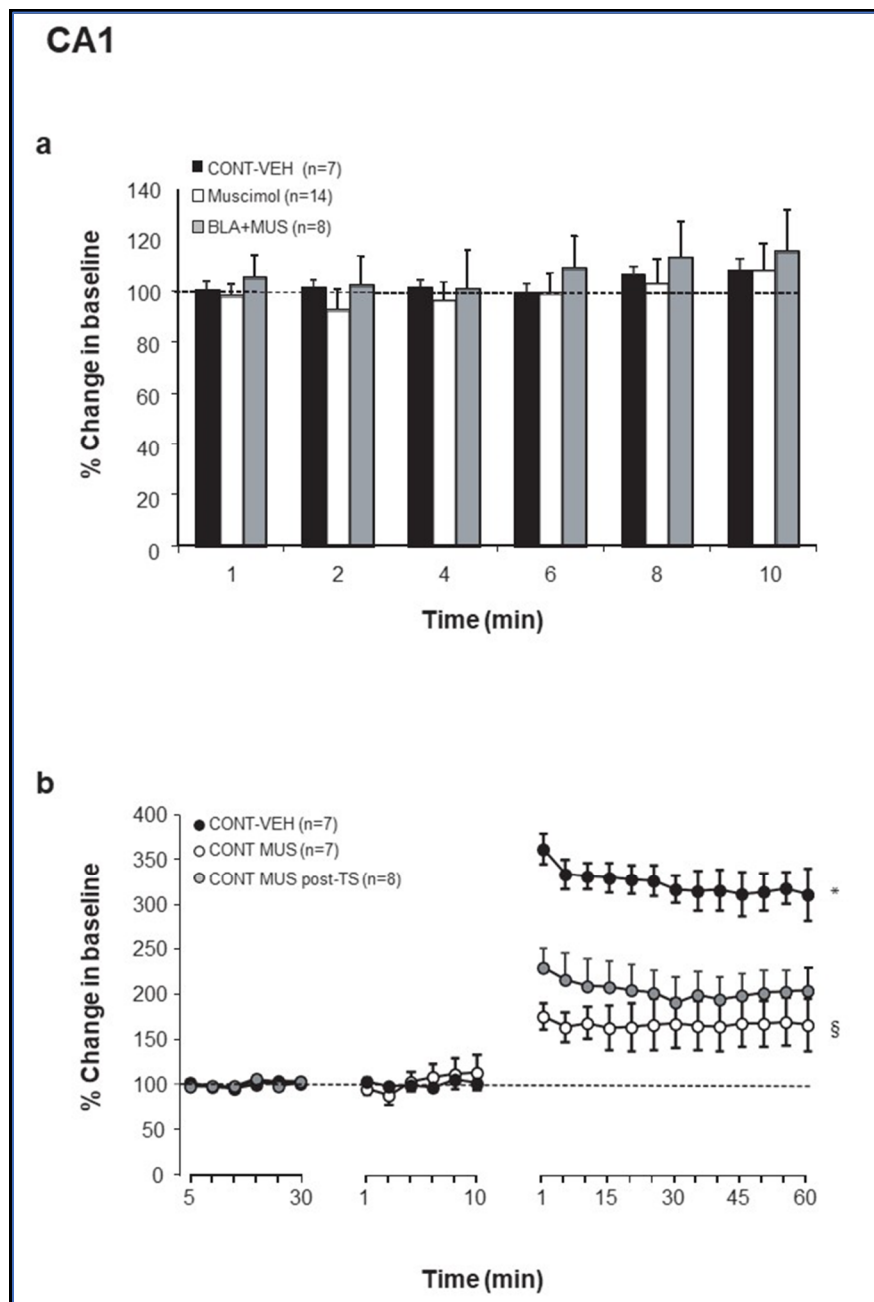 CA1
a
CONT-VEH (n=7)
Muscimol (n=14)
BLA+MUS (n=8)
% Change in baseline
140
120
100
80
60
40
20
0
1 2 4 6 8 10
Time (min)
b
CONT-VEH (n=7)
CONT MUS (n=7)
CONT MUS post-TS (n=8)
% Change in baseline
400
350
300
250
200
150
100
50
0
*
§
5 30 1 10 1 15 30 45 60
Time (min)